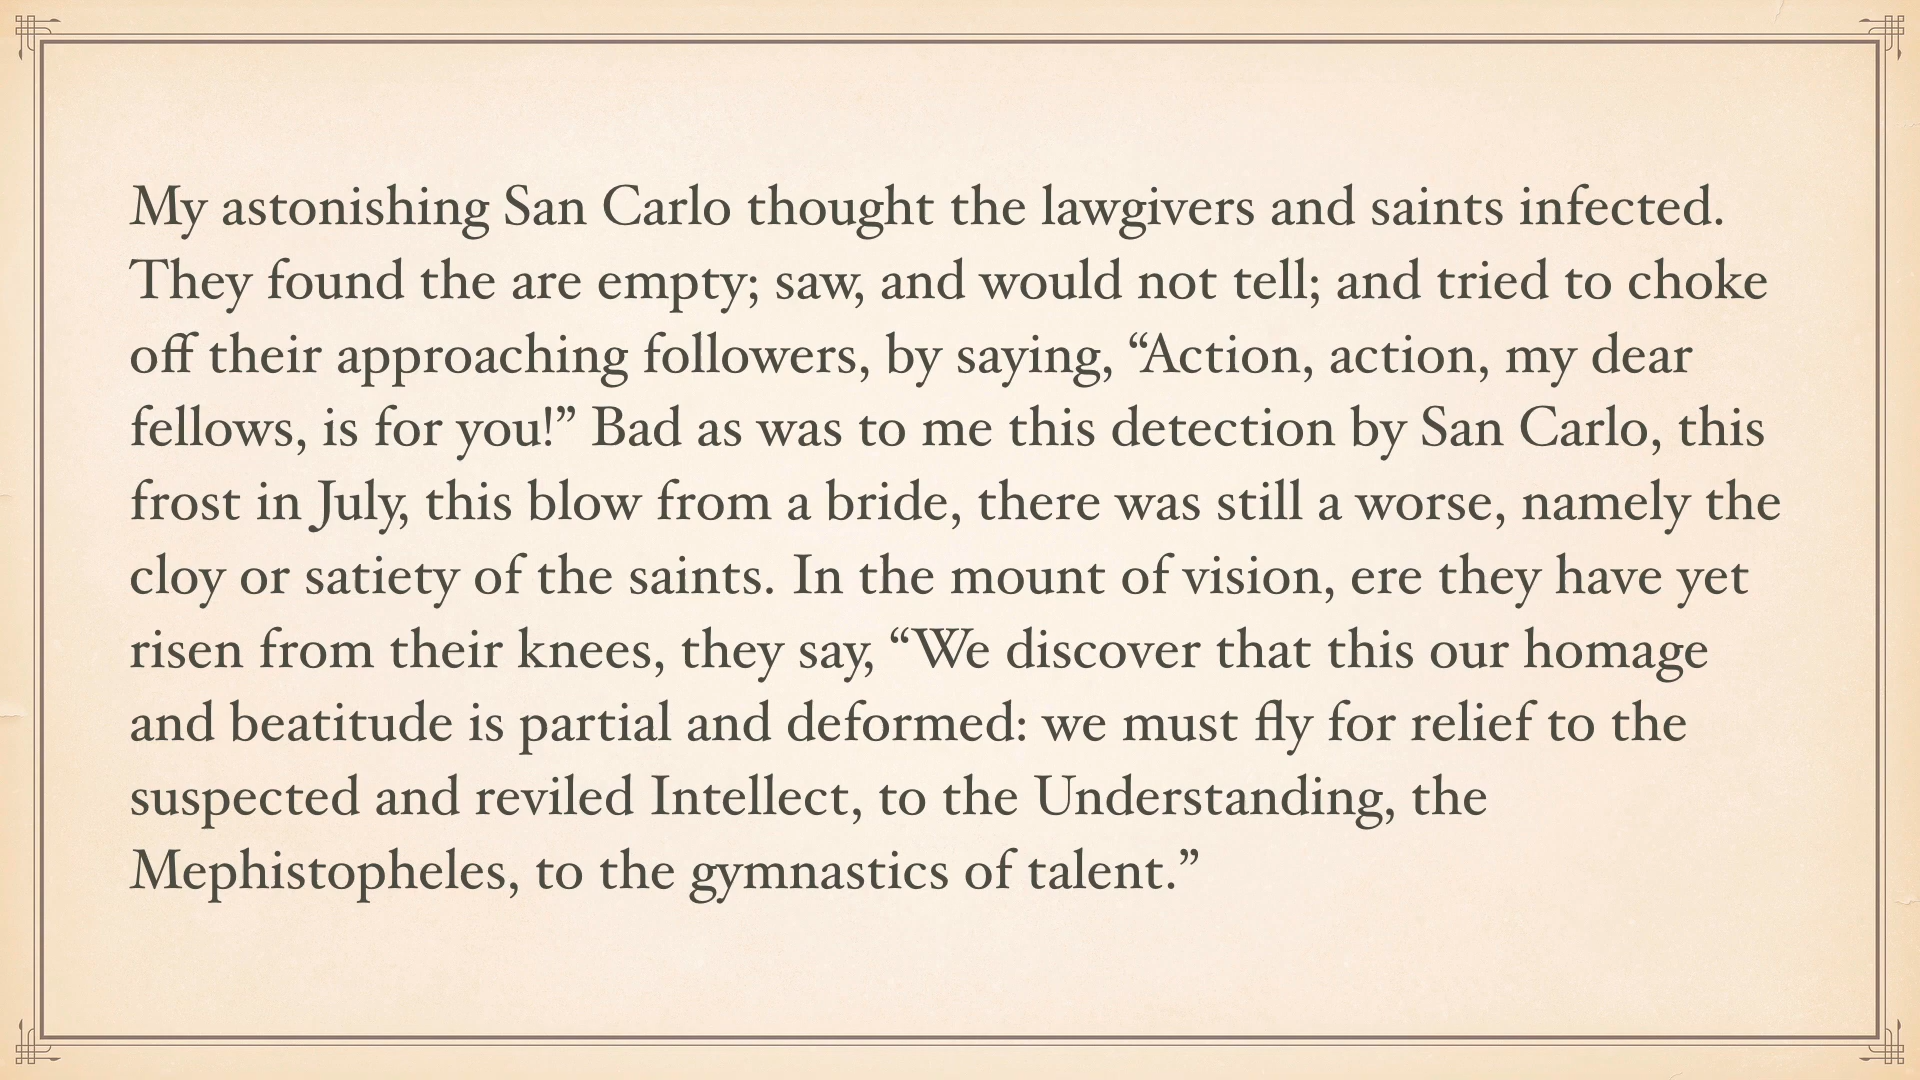 My astonishing San Carlo thought the lawgivers and saints infected.
They found the are empty; saw, and would not tell; and tried to choke
off their approaching followers, by saying, “Action, action, my dear
fellows, is for you!” Bad as was to me this detection by San Carlo, this
frost in July, this blow from a bride, there was still a worse, namely the
cloy or satiety of the saints. In the mount of vision, ere they have yet
risen from their knees, they say, “We discover that this our homage
and beatitude is partial and deformed: we must fly for relief to the
suspected and reviled Intellect, to the Understanding, the
Mephistopheles, to the gymnastics of talent.”